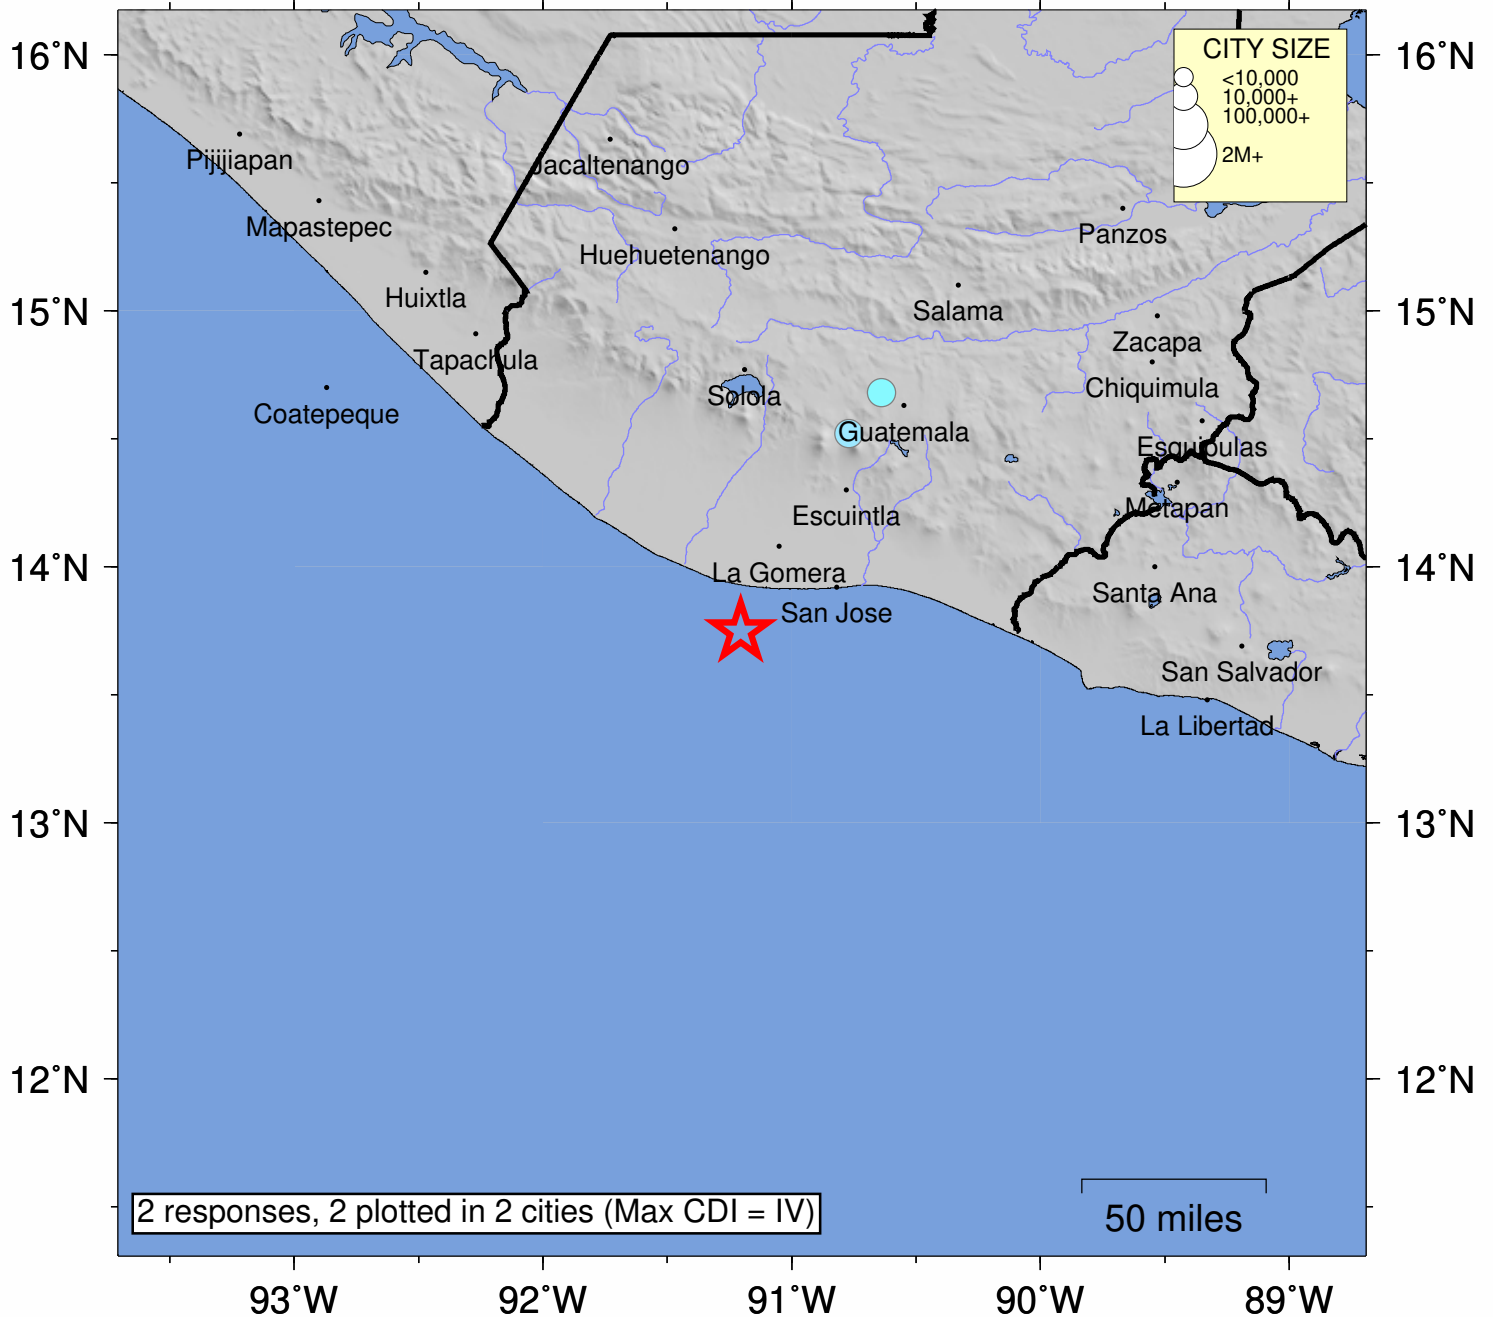 16˚N
16˚N
CITY SIZE
<10,000
10,000+
100,000+
2M+
Pijijiapan
Jacaltenango
Mapastepec
Panzos
Huehuetenango
Huixtla
Salama
15˚N
15˚N
Zacapa
Tapachula
Chiquimula
Solola
Coatepeque
Guatemala
Esquipulas
Metapan
Escuintla
14˚N
14˚N
La Gomera
Santa Ana
San Jose
San Salvador
La Libertad
13˚N
13˚N
12˚N
12˚N
2 responses, 2 plotted in 2 cities (Max CDI = IV)
50 miles
93˚W
92˚W
91˚W
90˚W
89˚W